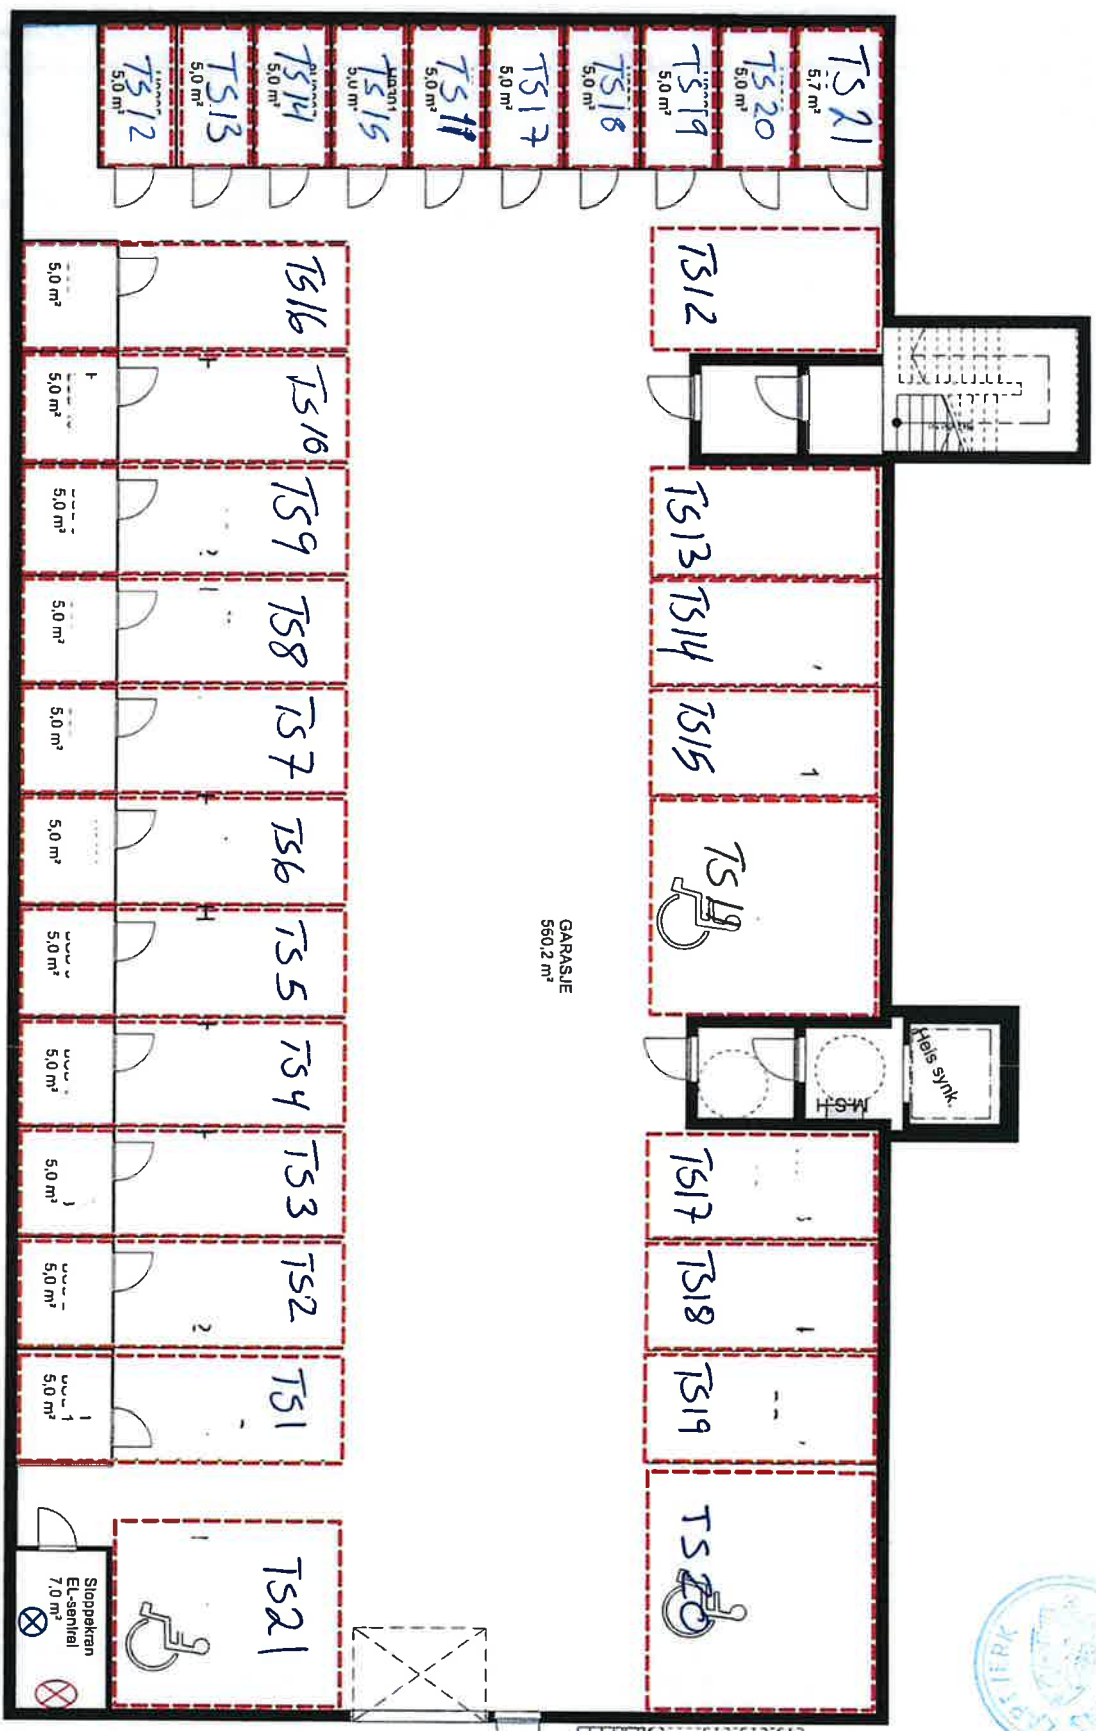 TS12
5,0 m²
TS13
5,0 m²
TS14
5,0 m²
TS15
5,0 m²
TS11
5,0 m²
TS17
5,0 m²
TS18
5,0 m²
TS19
5,0 m²
TS20
5,0 m²
TS21
5,7 m²
5,0 m²
TS16
TS12
5,0 m²
TS10
5,0 m²
TS9
TS13
5,0 m²
TS8
TS14
5,0 m²
TS7
TS15
5,0 m²
TS6
TS19
5,0 m²
TS5
GARASJE
560,2 m²
5,0 m²
TS4
Heis synk.
5,0 m²
TS3
TS17
5,0 m²
TS2
TS18
5,0 m²
TS1
TS19
Stoppekran
EL-sentral
7,0 m²
TS21
TS20